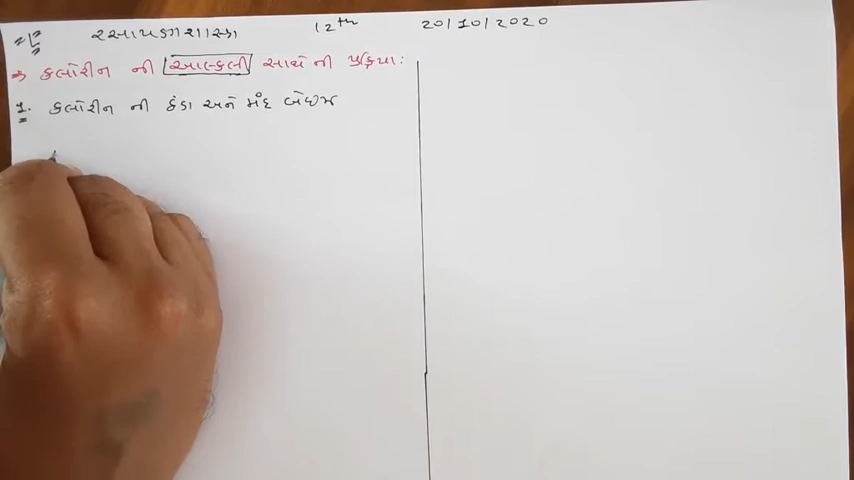 રસાયણશાસ્ત્ર 12th 20/10/2020
⇒ ક્લોરીન ની આલ્કલી સાથે ની પ્રક્રિયા:
1. ક્લોરીન ની ઠંડા અને મંદ બેઇઝ